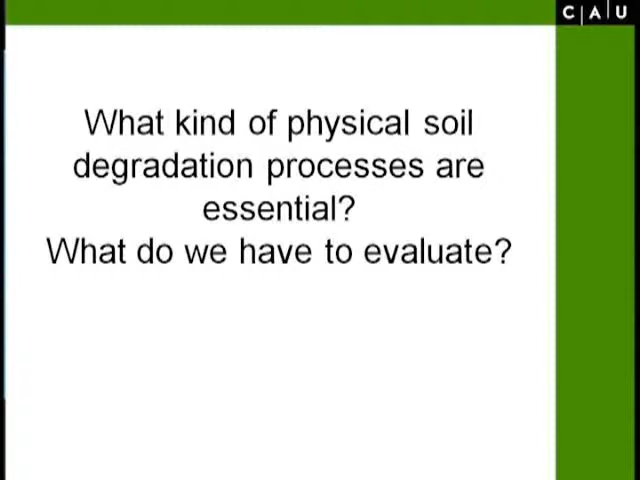 C|A|U
What kind of physical soil
degradation processes are
essential?
What do we have to evaluate?